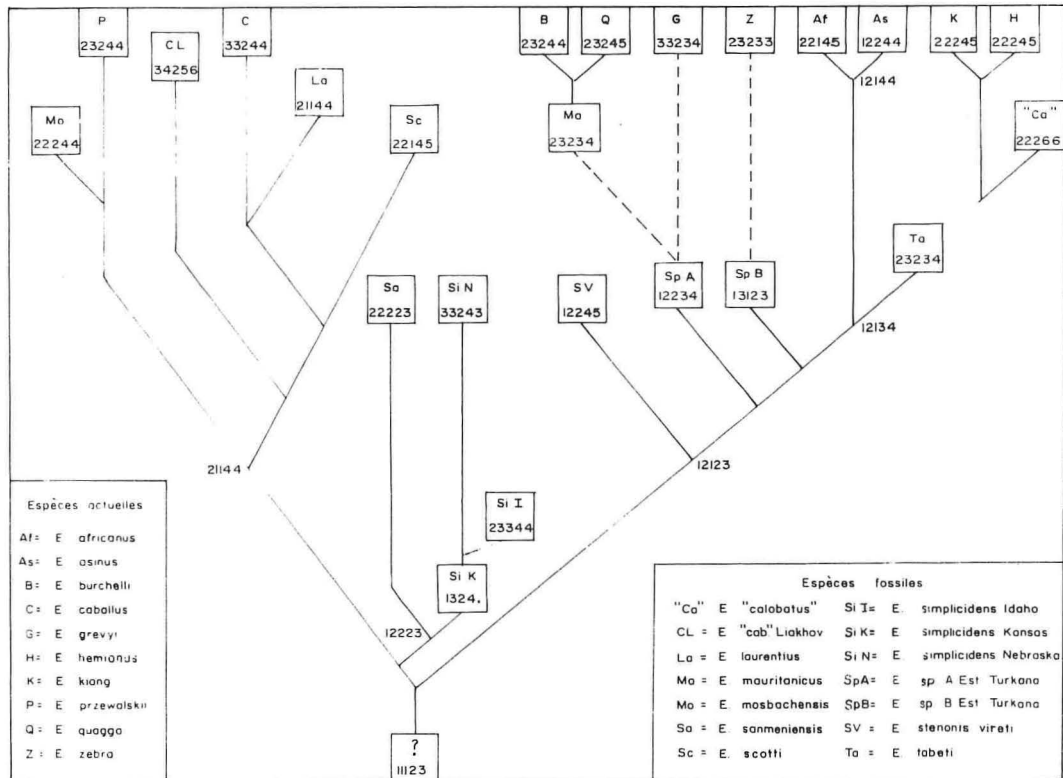 P
23244
CL
34256
C
33244
La
21144
Mo
22244
Sc
22145
B
23244
Q
23245
G
33234
Z
23233
Af
22145
As
12244
K
22245
H
22245
12144
Ma
23234
"Ca"
22266
Ta
23234
Sa
22223
Si N
33243
SV
12245
Sp A
12234
Sp B
13123
12134
21144
12123
Si I
23344
Si K
1324.
12223
?
11123
Espèces actuelles
Af= E africanus
As= E asinus
B= E burchelli
C= E caballus
G= E grevyi
H= E hemionus
K= E kiang
P= E przewalskii
Q= E quagga
Z= E zebra
Espèces fossiles
"Ca" E "calobatus"
CL = E "cab" Liakhov
La = E laurentius
Ma = E mauritanicus
Mo = E mosbachensis
Sa = E sanmeniensis
Sc = E. scotti
Si I= E. simplicidens Idaho
Si K= E simplicidens Kansas
Si N= E simplicidens Nebraska
SpA= E sp A Est Turkana
SpB= E sp B Est Turkana
SV = E stenonis vireti
Ta = E. tabeti